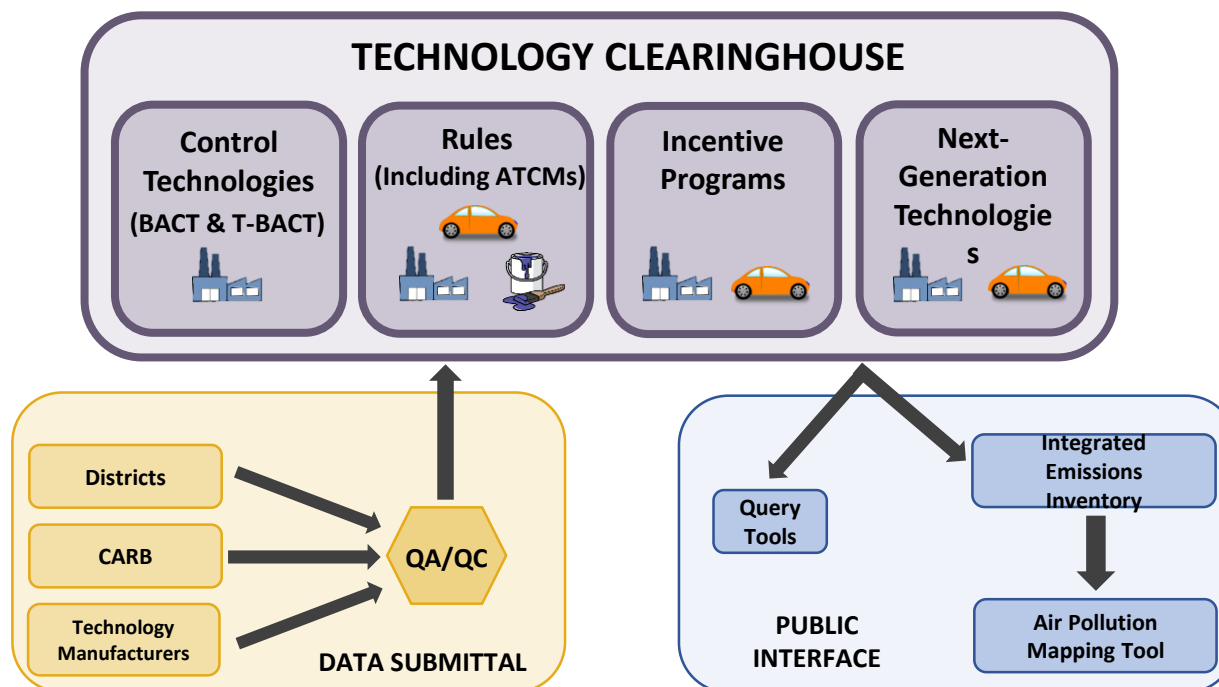 TECHNOLOGY CLEARINGHOUSE
Control
Technologies
(BACT & T-BACT)
Rules
(Including ATCMs)
Incentive
Programs
Next-
Generation
Technologie
s
Districts
CARB
Technology
Manufacturers
QA/QC
DATA SUBMITTAL
Query
Tools
Integrated
Emissions
Inventory
PUBLIC
INTERFACE
Air Pollution
Mapping Tool